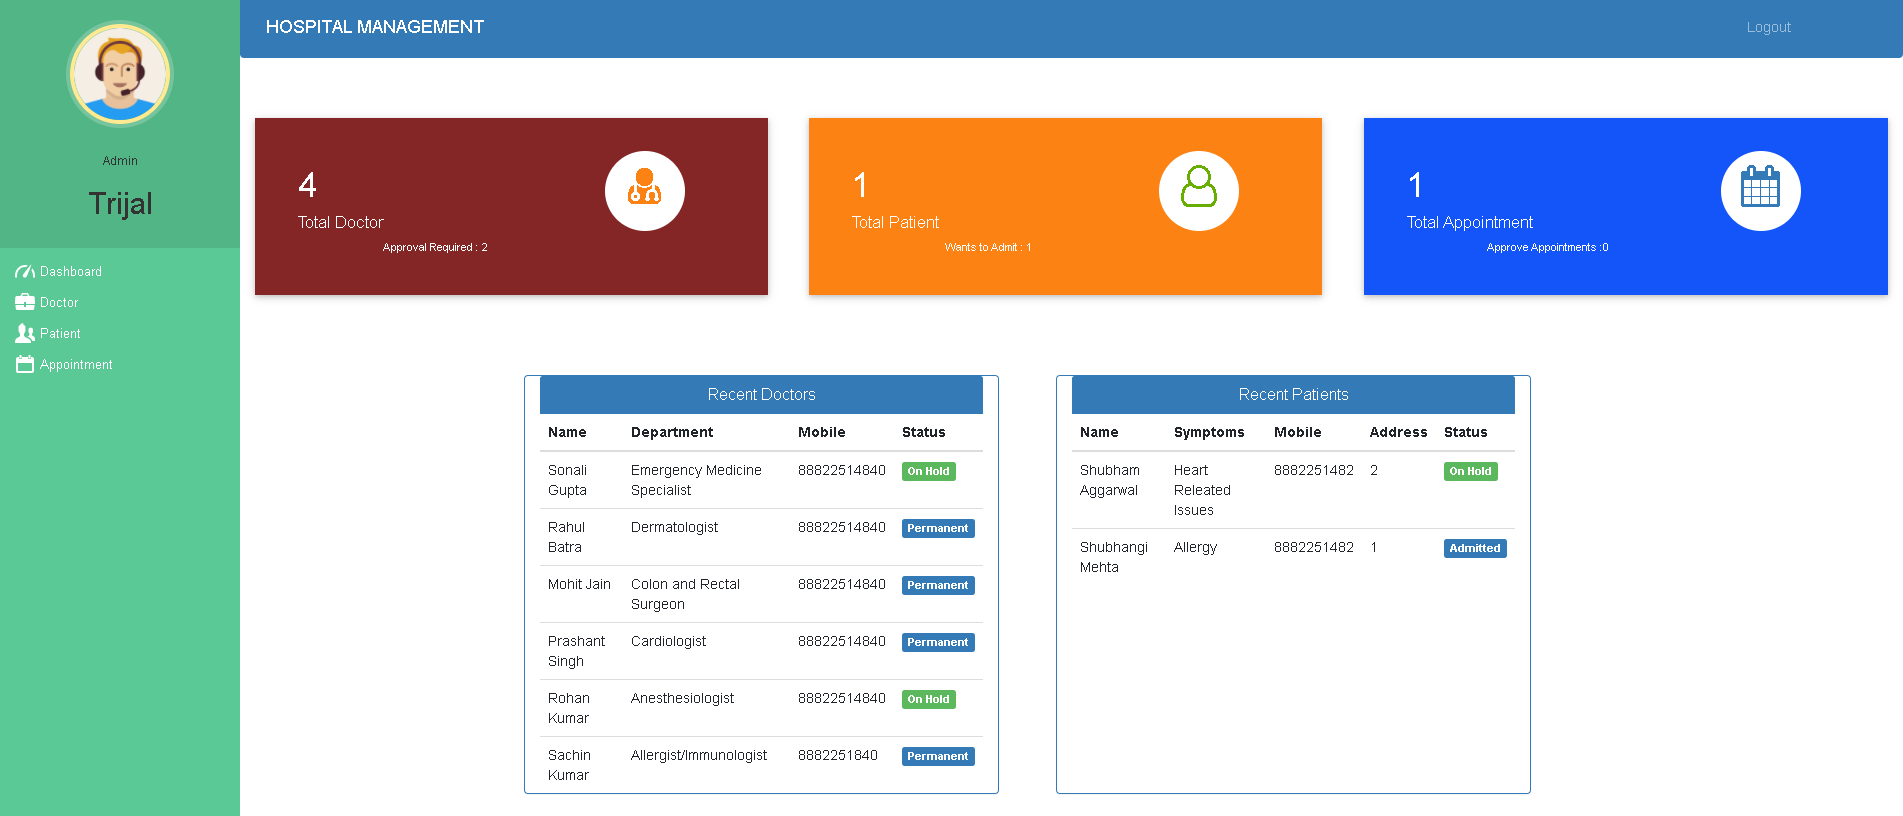 HOSPITAL MANAGEMENT
Logout
Admin
Trijal
Dashboard
Doctor
Patient
Appointment
4
Total Doctor
Approval Required : 2
1
Total Patient
Wants to Admit : 1
1
Total Appointment
Approve Appointments :0
Recent Doctors
Name Department Mobile Status
Sonali Emergency Medicine 88822514840 On Hold
Gupta Specialist
Rahul Dermatologist 88822514840 Permanent
Batra
Mohit Jain Colon and Rectal 88822514840 Permanent
Surgeon
Prashant Cardiologist 88822514840 Permanent
Singh
Rohan Anesthesiologist 88822514840 On Hold
Kumar
Sachin Allergist/Immunologist 8882251840 Permanent
Kumar
Recent Patients
Name Symptoms Mobile Address Status
Shubham Heart 8882251482 2 On Hold
Aggarwal Releated
Issues
Shubhangi Allergy 8882251482 1 Admitted
Mehta